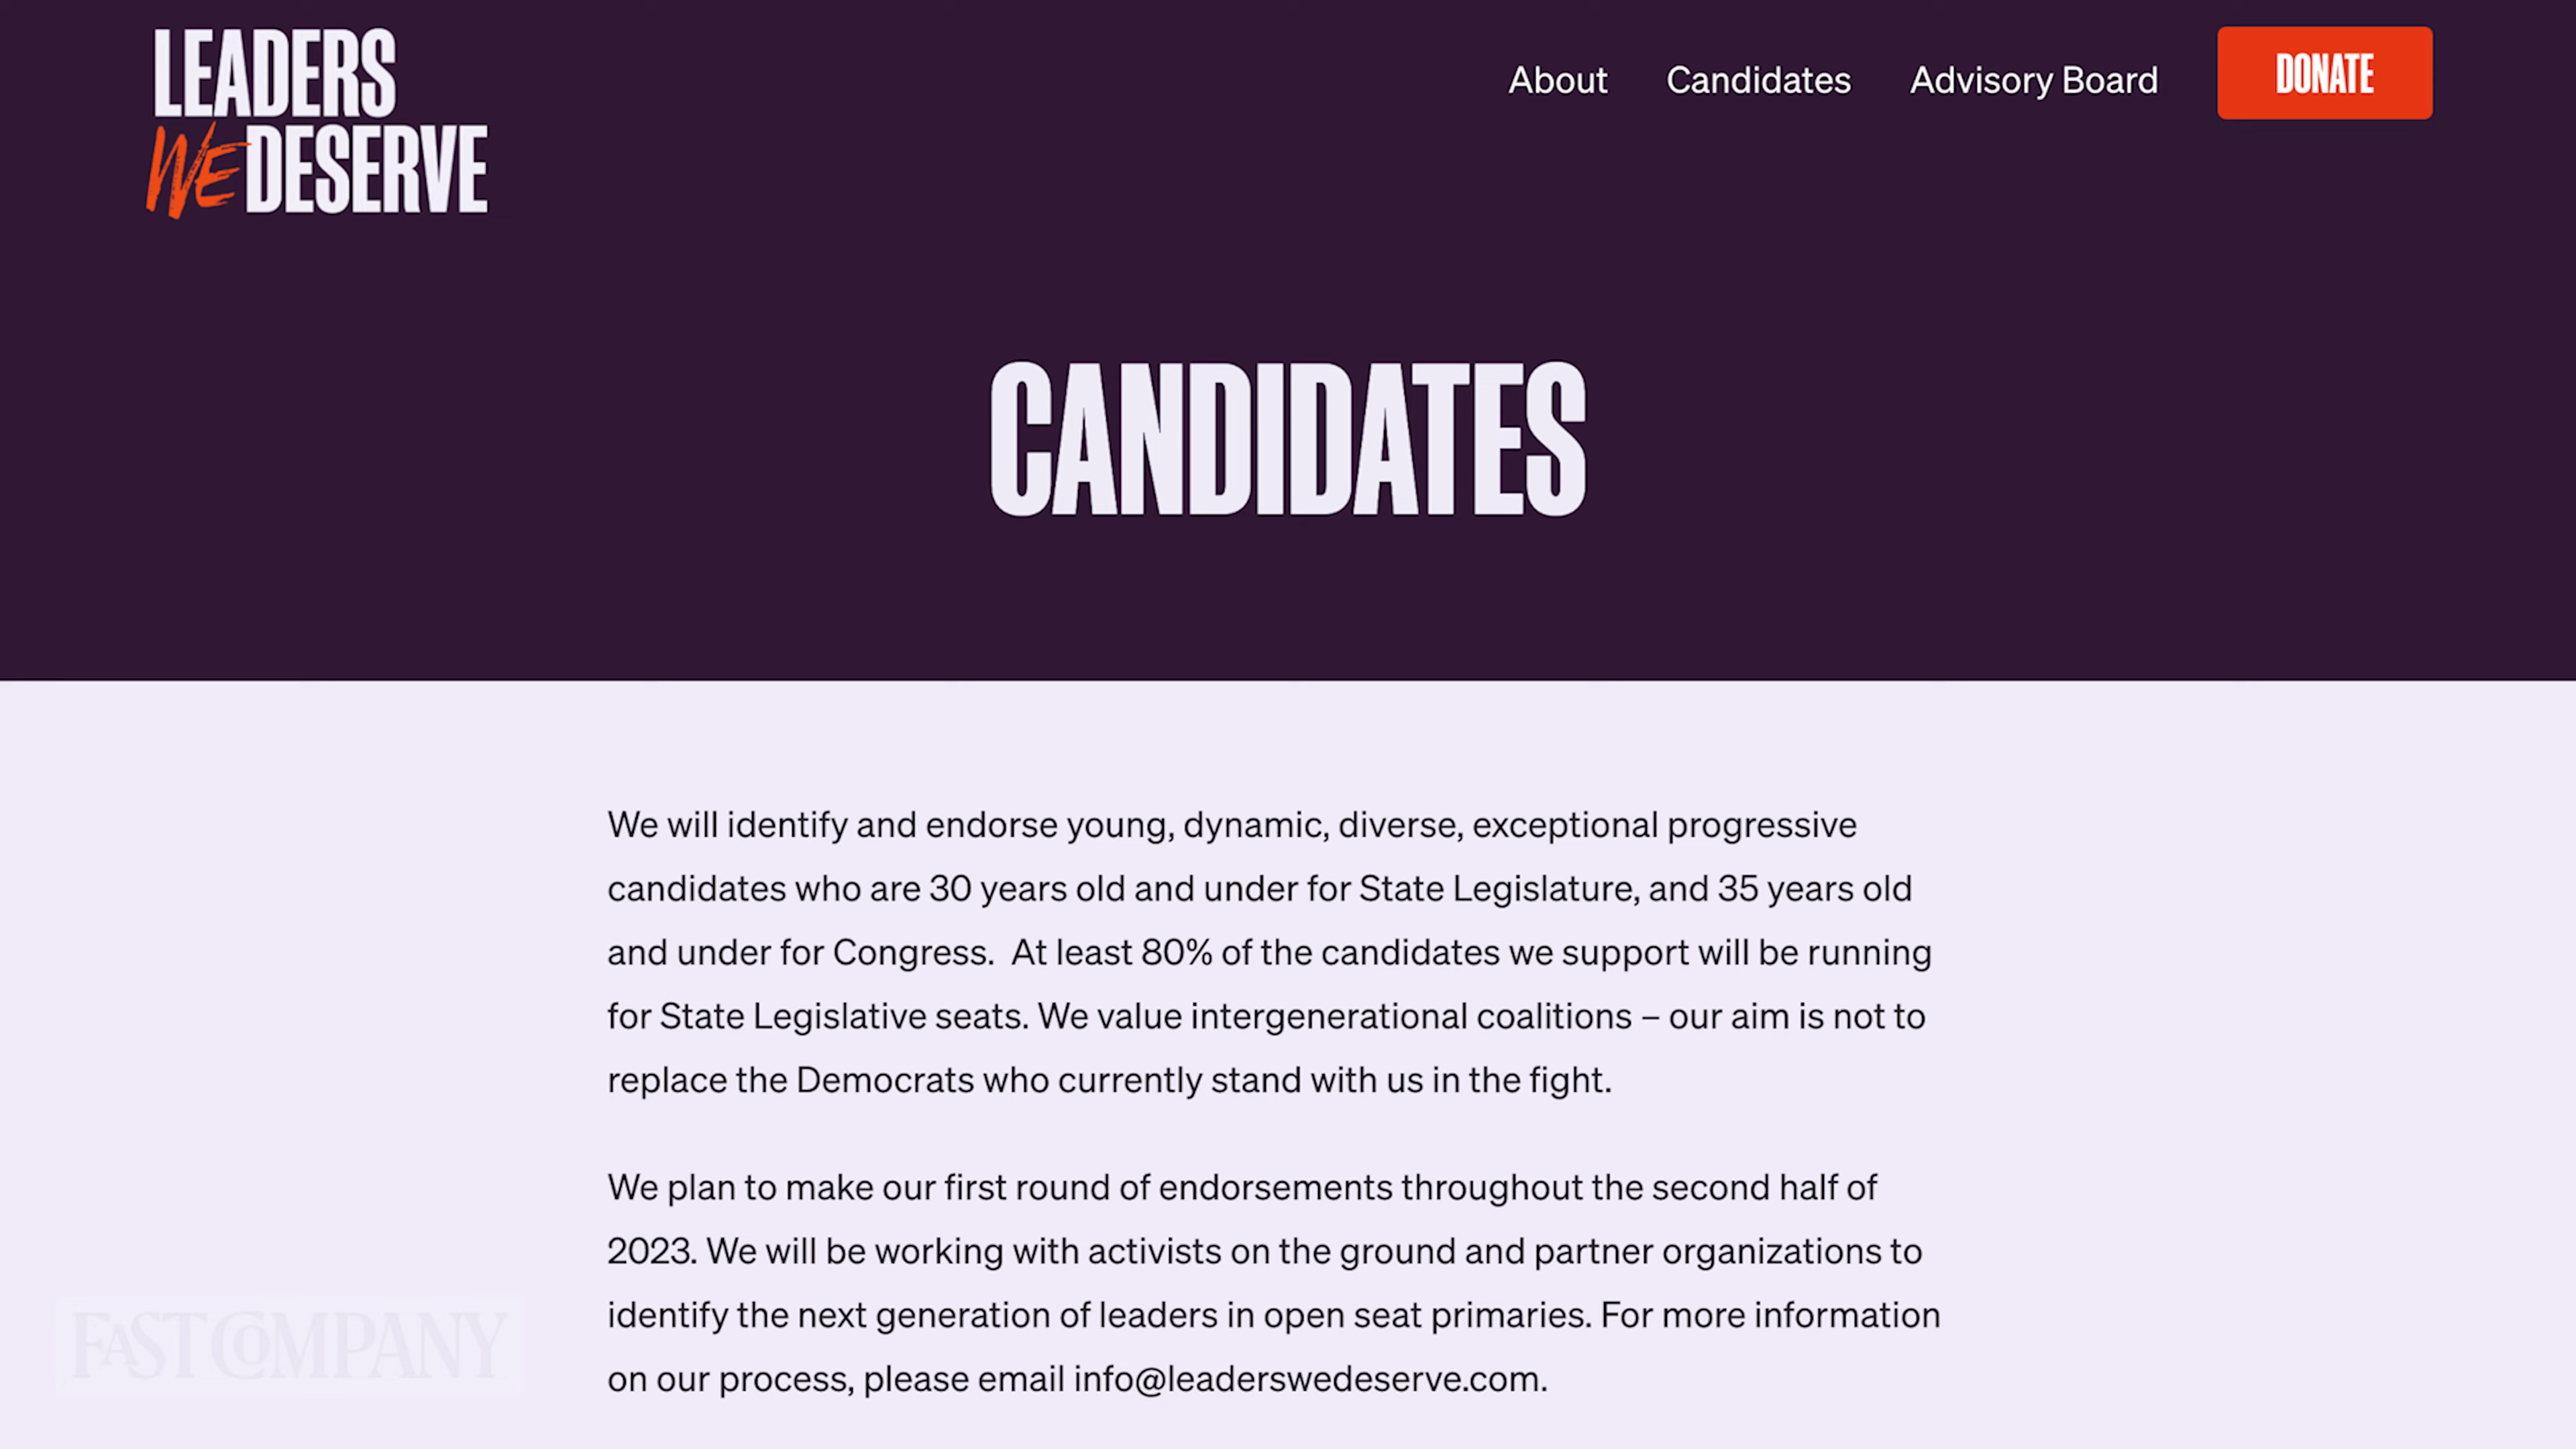 LEADERS
WE DESERVE
About Candidates Advisory Board DONATE
CANDIDATES
We will identify and endorse young, dynamic, diverse, exceptional progressive
candidates who are 30 years old and under for State Legislature, and 35 years old
and under for Congress.  At least 80% of the candidates we support will be running
for State Legislative seats. We value intergenerational coalitions – our aim is not to
replace the Democrats who currently stand with us in the fight.
We plan to make our first round of endorsements throughout the second half of
2023. We will be working with activists on the ground and partner organizations to
identify the next generation of leaders in open seat primaries. For more information
on our process, please email info@leaderswedeserve.com.
FAST COMPANY